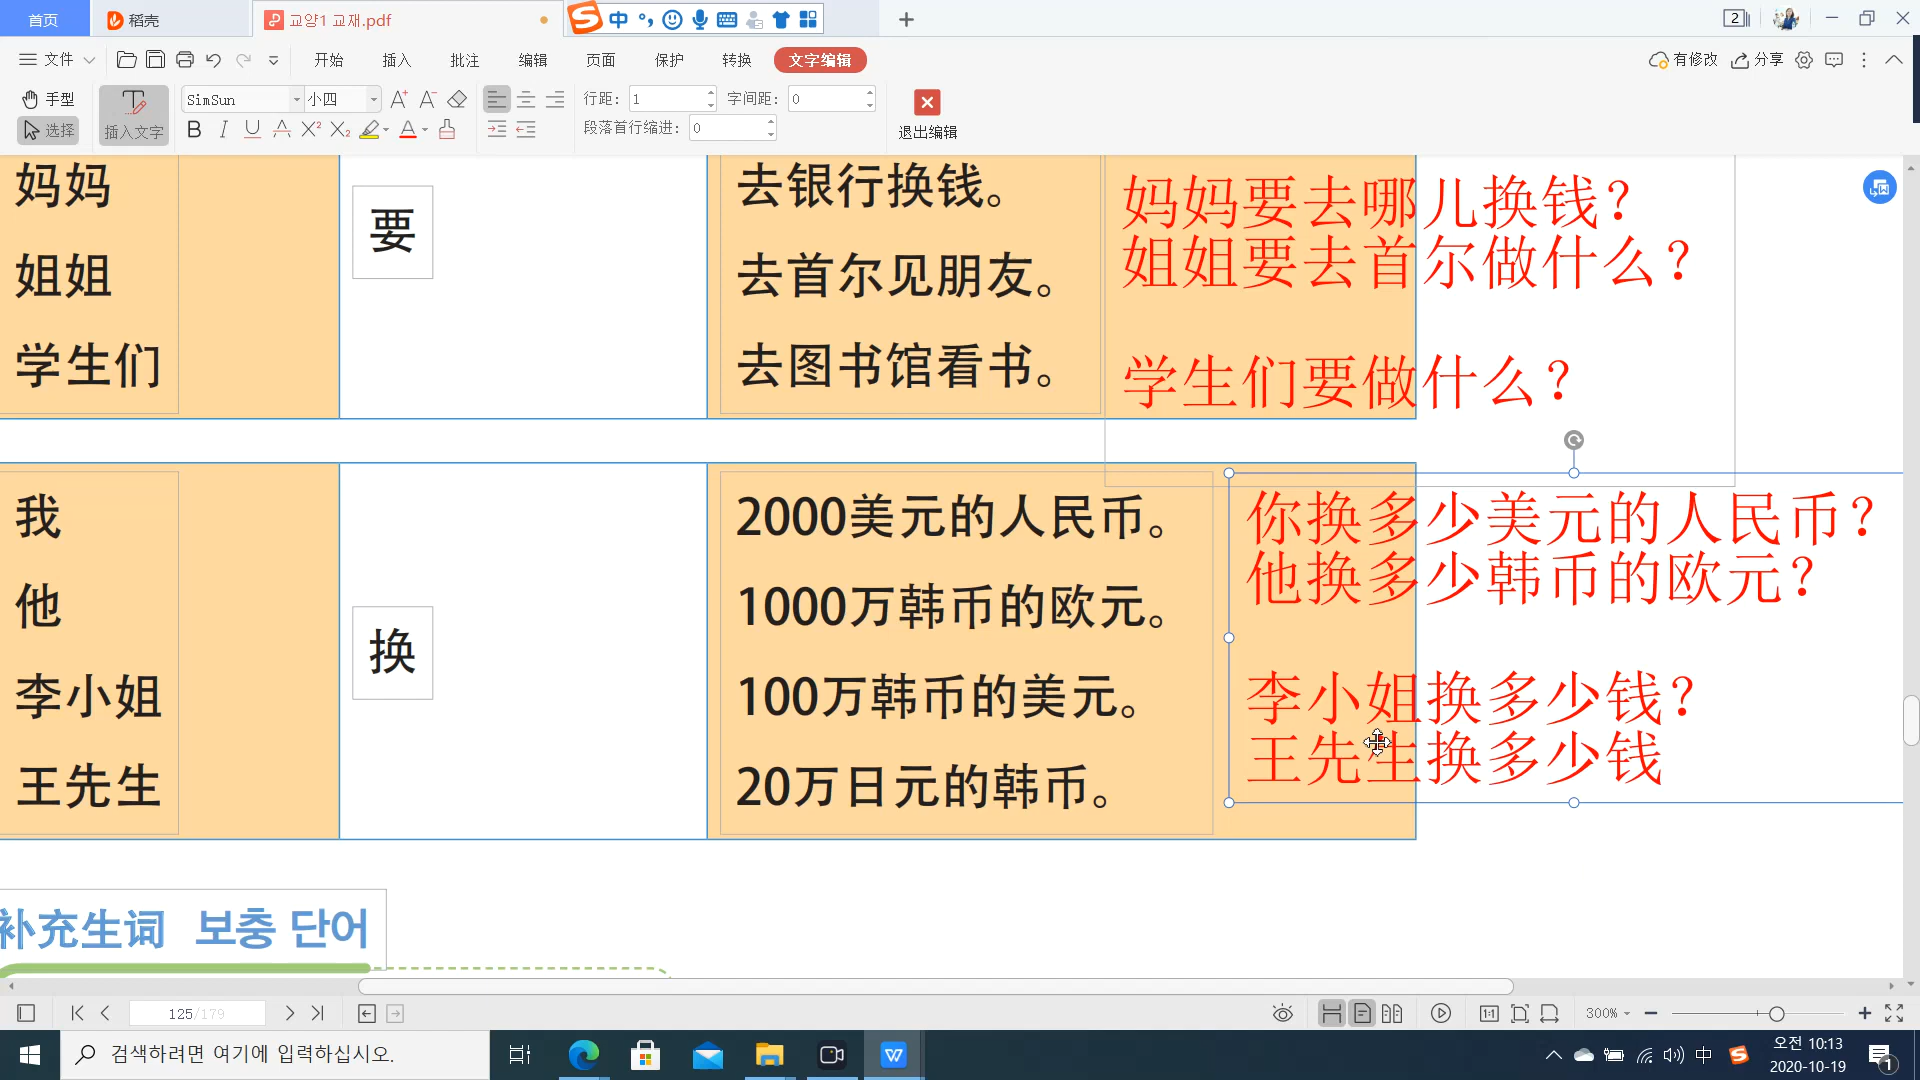 首页
稻壳
교양1 교재.pdf
中
2
文件
开始
插入
批注
编辑
页面
保护
转换
文字编辑
有修改
分享
手型
选择
插入文字
SimSun
小四
行距: 1
字间距: 0
段落首行缩进: 0
退出编辑
妈妈
姐姐
学生们
要
去银行换钱。
去首尔见朋友。
去图书馆看书。
妈妈要去哪儿换钱?
姐姐要去首尔做什么?
学生们要做什么?
我
他
李小姐
王先生
换
2000美元的人民币。
1000万韩币的欧元。
100万韩币的美元。
20万日元的韩币。
你换多少美元的人民币?
他换多少韩币的欧元?
李小姐换多少钱?
王先生换多少钱
补充生词 보충 단어
125/179
300%
검색하려면 여기에 입력하십시오.
中
오전 10:13
2020-10-19
1